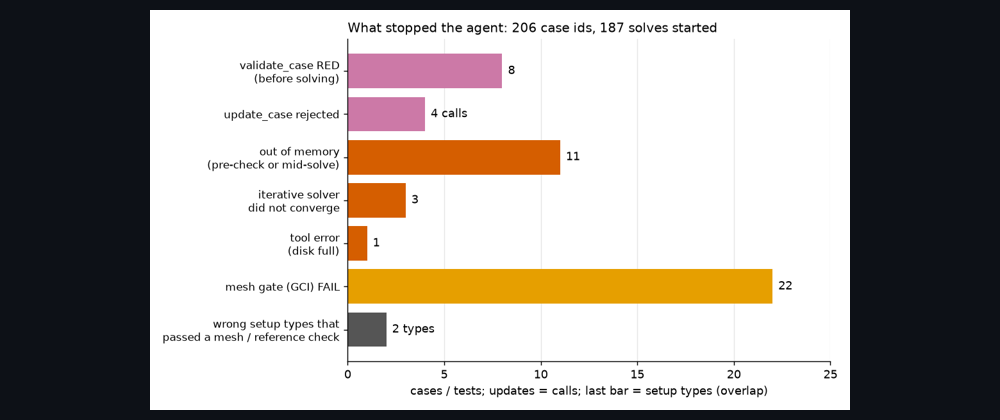 What stopped the agent: 206 case ids, 187 solves started
validate_case RED
(before solving)
8
update_case rejected
4 calls
out of memory
(pre-check or mid-solve)
11
iterative solver
did not converge
3
tool error
(disk full)
1
mesh gate (GCI) FAIL
22
wrong setup types that
passed a mesh / reference check
2 types
0 5 10 15 20 25
cases / tests; updates = calls; last bar = setup types (overlap)